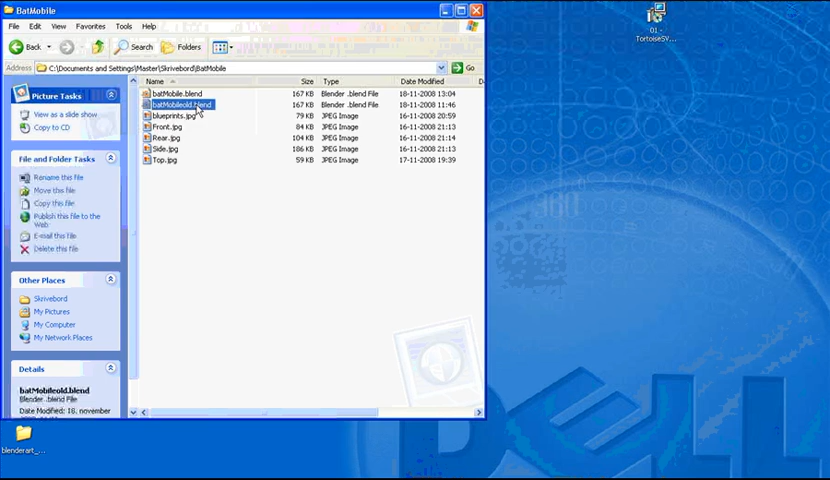 BatMobile
File Edit View Favorites Tools Help
Back Search Folders
Address C:\Documents and Settings\Master\Skrivebord\BatMobile Go
Name Size Type Date Modified D
batMobile.blend 167 KB Blender .blend File 18-11-2008 13:04
batMobileold.blend 167 KB Blender .blend File 18-11-2008 11:46
blueprints.jpg 79 KB JPEG Image 16-11-2008 20:59
Front.jpg 84 KB JPEG Image 16-11-2008 21:13
Rear.jpg 104 KB JPEG Image 16-11-2008 21:14
Side.jpg 186 KB JPEG Image 16-11-2008 21:13
Top.jpg 59 KB JPEG Image 17-11-2008 19:39
Picture Tasks
View as a slide show
Copy to CD
File and Folder Tasks
Rename this file
Move this file
Copy this file
Publish this file to the
Web
E-mail this file
Delete this file
Other Places
Skrivebord
My Pictures
My Computer
My Network Places
Details
batMobileold.blend
Blender .blend File
Date Modified: 18. november
01 -
TortoiseSV...
360°
DELL
blenderart_...